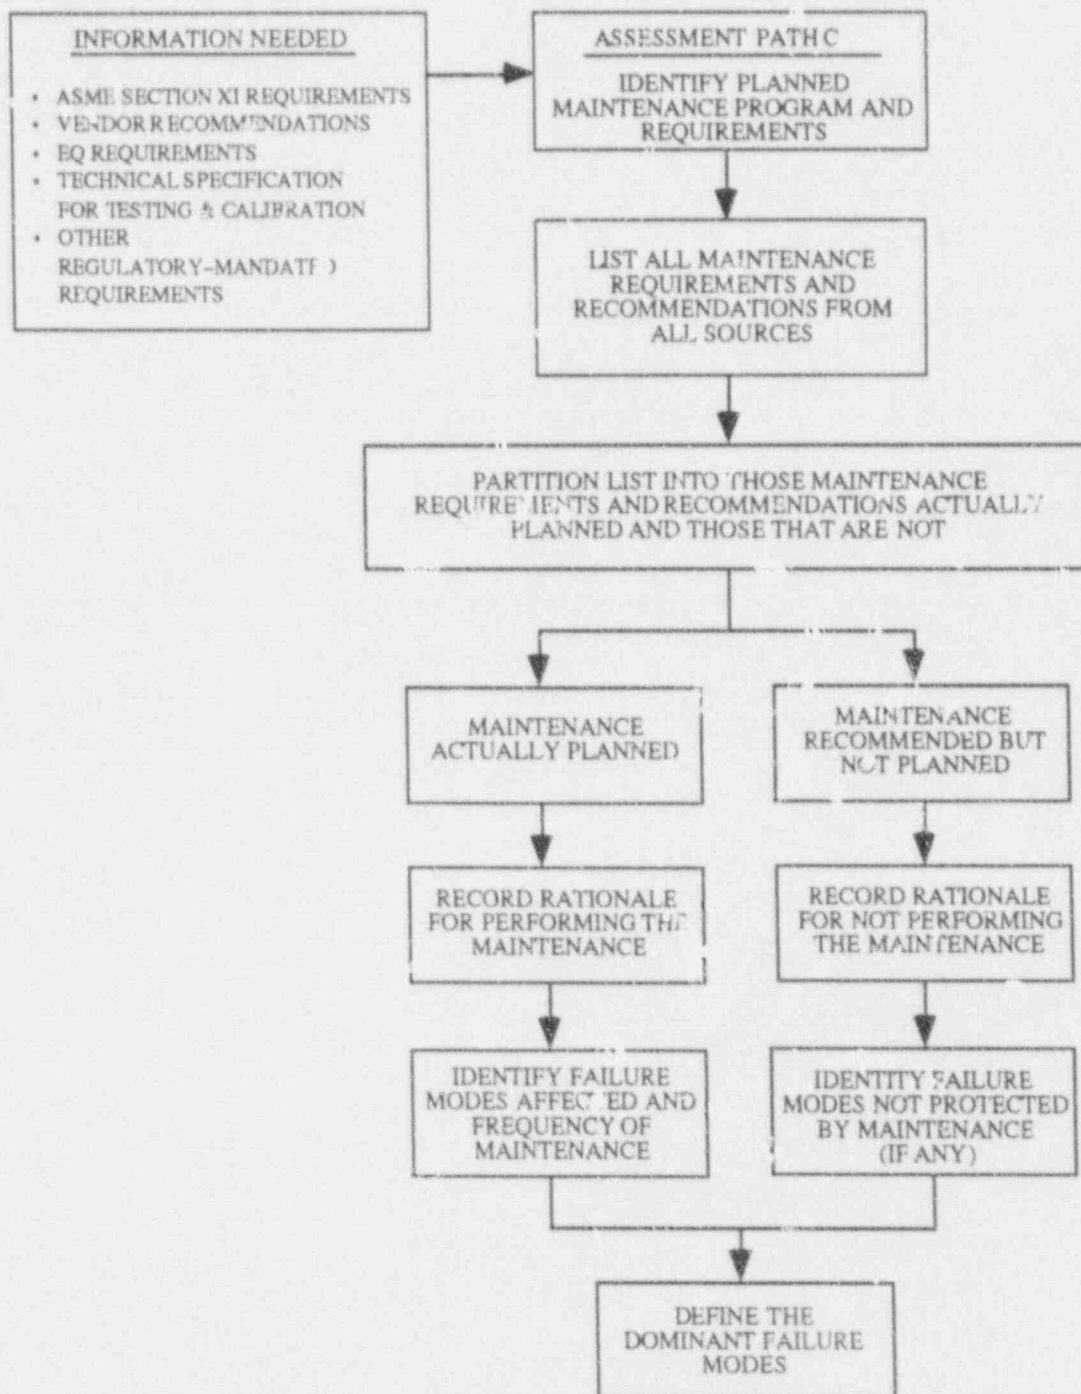 INFORMATION NEEDED
• ASME SECTION XI REQUIREMENTS
• VENDOR RECOMMENDATIONS
• EQ REQUIREMENTS
• TECHNICAL SPECIFICATION
FOR TESTING & CALIBRATION
• OTHER
REGULATORY-MANDATED
REQUIREMENTS
ASSESSMENT PATH C
IDENTIFY PLANNED
MAINTENANCE PROGRAM AND
REQUIREMENTS
LIST ALL MAINTENANCE
REQUIREMENTS AND
RECOMMENDATIONS FROM
ALL SOURCES
PARTITION LIST INTO THOSE MAINTENANCE
REQUIREMENTS AND RECOMMENDATIONS ACTUALLY
PLANNED AND THOSE THAT ARE NOT
MAINTENANCE
ACTUALLY PLANNED
MAINTENANCE
RECOMMENDED BUT
NOT PLANNED
RECORD RATIONALE
FOR PERFORMING THE
MAINTENANCE
RECORD RATIONALE
FOR NOT PERFORMING
THE MAINTENANCE
IDENTIFY FAILURE
MODES AFFECTED AND
FREQUENCY OF
MAINTENANCE
IDENTITY FAILURE
MODES NOT PROTECTED
BY MAINTENANCE
(IF ANY)
DEFINE THE
DOMINANT FAILURE
MODES